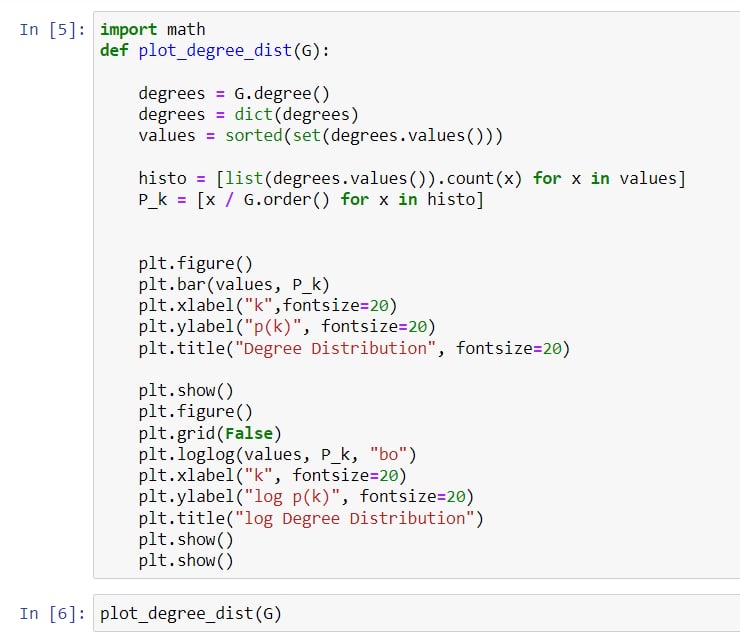 In [5]: import math
def plot_degree_dist(G):
degrees = G.degree()
degrees = dict(degrees)
values = sorted(set(degrees.values()))
histo = [list(degrees.values()).count(x) for x in values]
P_k = [x / G.order() for x in histo]
plt.figure()
plt.bar(values, P_k)
plt.xlabel("k",fontsize=20)
plt.ylabel("p(k)", fontsize=20)
plt.title("Degree Distribution", fontsize=20)
plt.show()
plt.figure()
plt.grid(False)
plt.loglog(values, P_k, "bo")
plt.xlabel("k", fontsize=20)
plt.ylabel("log p(k)", fontsize=20)
plt.title("log Degree Distribution")
plt.show()
plt.show()
In [6]: plot_degree_dist(G)